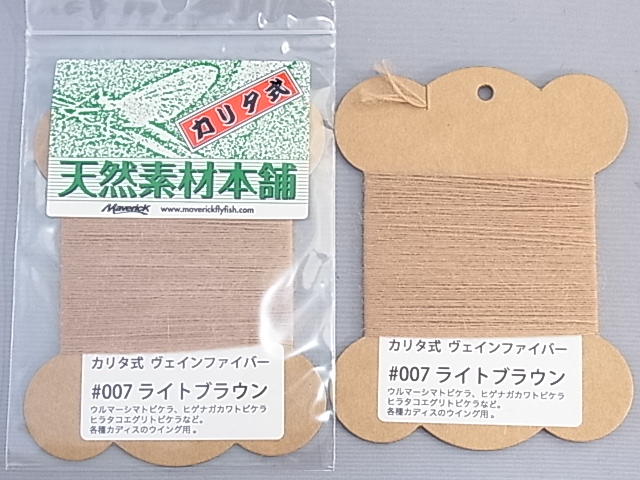 カリタ式
天然素材本舗
Maverick www.maverickflyfish.com
カリタ式 ヴェインファイバー
#007 ライトブラウン
ウルマーシマトビケラ、ヒゲナガカワトビケラ
ヒラタコエグリトビケラなど。
各種カディスのウイング用。
カリタ式 ヴェインファイバー
#007 ライトブラウン
ウルマーシマトビケラ、ヒゲナガカワトビケラ
ヒラタコエグリトビケラなど。
各種カディスのウイング用。